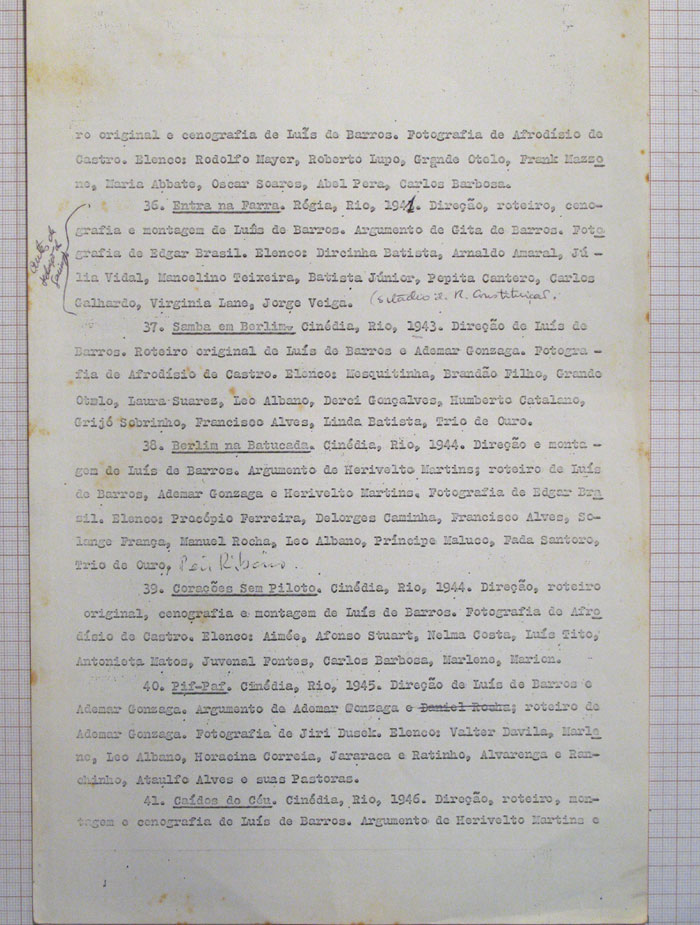 ro original e cenografia de Luís de Barros. Fotografia de Afrodísio de
Castro. Elenco: Rodolfo Mayer, Roberto Lupo, Grande Otelo, Frank Mazzo
ne, Maria Abbate, Oscar Soares, Abel Pera, Carlos Barbosa.
36. Entra na Farra. Régia, Rio, 1941. Direção, roteiro, ceno-
grafia e montagem de Luís de Barros. Argumento de Gita de Barros. Foto
grafia de Edgar Brasil. Elenco: Dircinha Batista, Arnaldo Amaral, Jú-
lia Vidal, Mancelino Teixeira, Batista Júnior, Pepita Cantero, Carlos
Galhardo, Virginia Lane, Jorge Veiga. R. Constituição.
37. Samba em Berlim. Cinédia, Rio, 1943. Direção de Luís de
Barros. Roteiro original de Luís de Barros e Ademar Gonzaga. Fotogra-
fia de Afrodísio de Castro. Elenco: Mesquitinha, Brandão Filho, Grande
Otelo, Laura Suarez, Leo Albano, Derci Gonçalves, Humberto Catalano,
Grijó Sobrinho, Francisco Alves, Linda Batista, Trio de Ouro.
38. Berlim na Batucada. Cinédia, Rio, 1944. Direção e monta-
gem de Luís de Barros. Argumento de Herivelto Martins; roteiro de Luís
de Barros, Ademar Gonzaga e Herivelto Martins. Fotografia de Edgar Bra
sil. Elenco: Procópio Ferreira, Delorges Caminha, Francisco Alves, So-
lange França, Manuel Rocha, Leo Albano, Príncipe Maluco, Fada Santoro,
Trio de Ouro, Peri Ribeiro.
39. Corações Sem Piloto. Cinédia, Rio, 1944. Direção, roteiro
original, cenografia e montagem de Luís de Barros. Fotografia de Afro
dísio de Castro. Elenco: Aimée, Afonso Stuart, Nelma Costa, Luís Tito,
Antonieta Matos, Juvenal Fontes, Carlos Barbosa, Marlene, Marion.
40. Pif-Paf. Cinédia, Rio, 1945. Direção de Luís de Barros e
Ademar Gonzaga. Argumento de Ademar Gonzaga e Daniel Rocha; roteiro de
Ademar Gonzaga. Fotografia de Jiri Dusek. Elenco: Valter Davila, Marle
ne, Leo Albano, Horacina Correia, Jararaca e Ratinho, Alvarenga e Ran-
chinho, Ataulfo Alves e suas Pastoras.
41. Caídos do Céu. Cinédia, Rio, 1946. Direção, roteiro, mon-
tagem e cenografia de Luís de Barros. Argumento de Herivelto Martins e